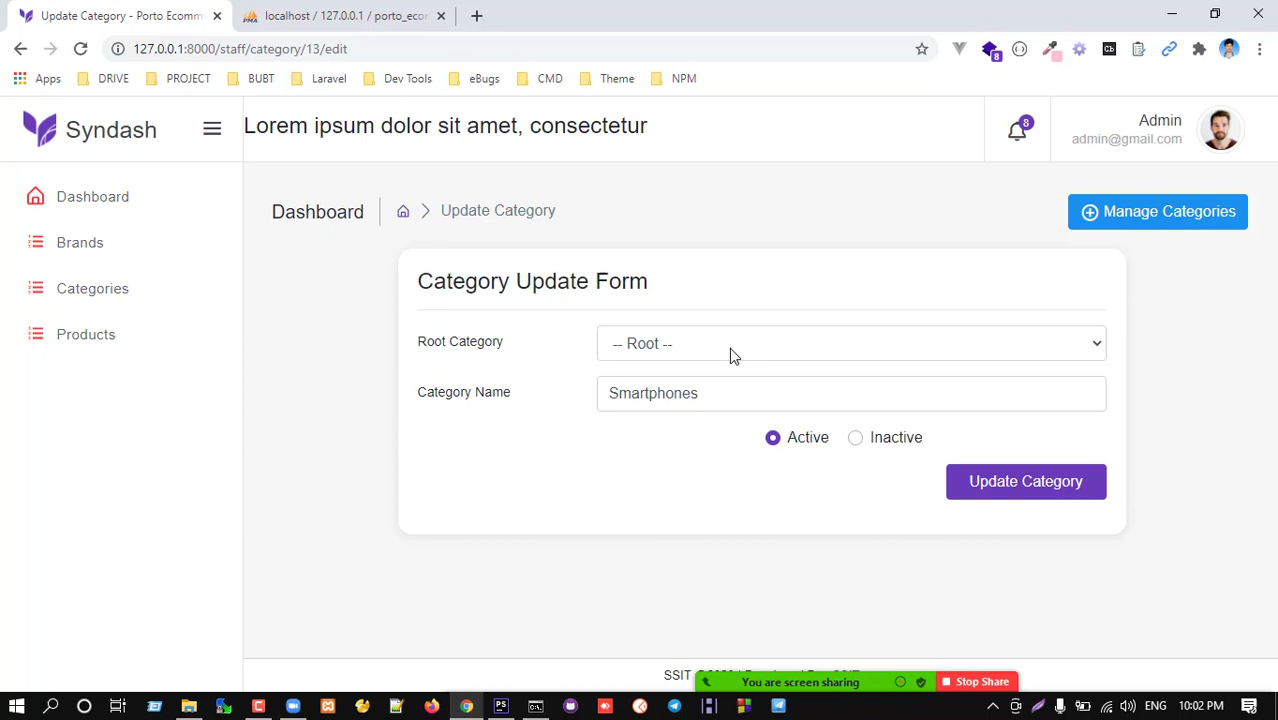 Update Category - Porto Ecomm
localhost / 127.0.0.1 / porto_ecor
127.0.0.1:8000/staff/category/13/edit
Apps
DRIVE
PROJECT
BUBT
Laravel
Dev Tools
eBugs
CMD
Theme
NPM
Syndash
Lorem ipsum dolor sit amet, consectetur
8
Admin
admin@gmail.com
Dashboard
Brands
Categories
Products
Dashboard
Update Category
Manage Categories
Category Update Form
Root Category
-- Root --
Category Name
Smartphones
Active
Inactive
Update Category
SSIT
You are screen sharing
Stop Share
10:02 PM